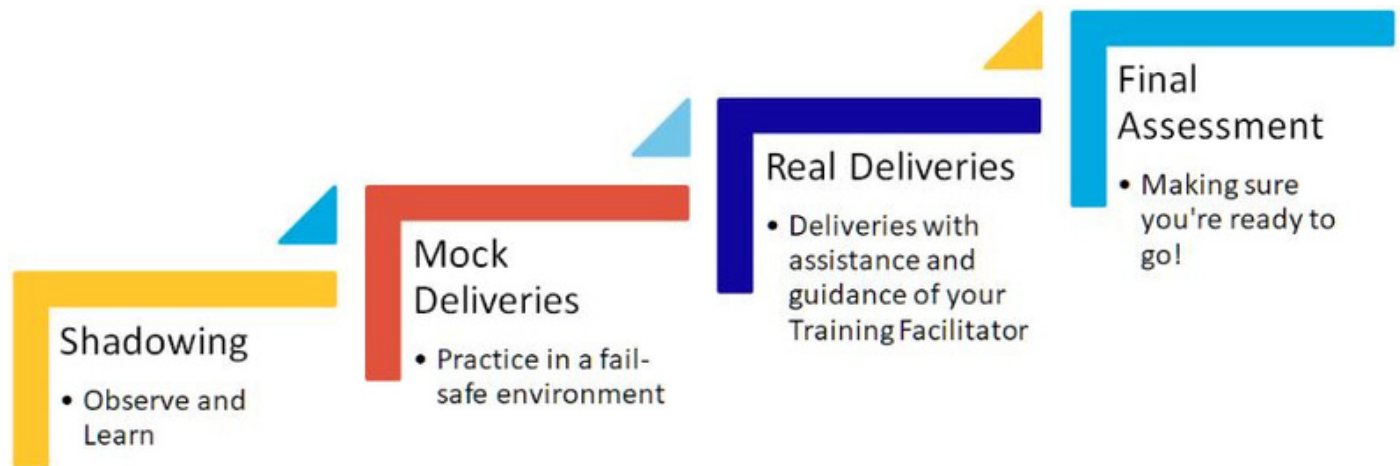 Shadowing
• Observe and
Learn
Mock
Deliveries
• Practice in a fail-
safe environment
Real Deliveries
• Deliveries with
assistance and
guidance of your
Training Facilitator
Final
Assessment
• Making sure
you're ready to
go!